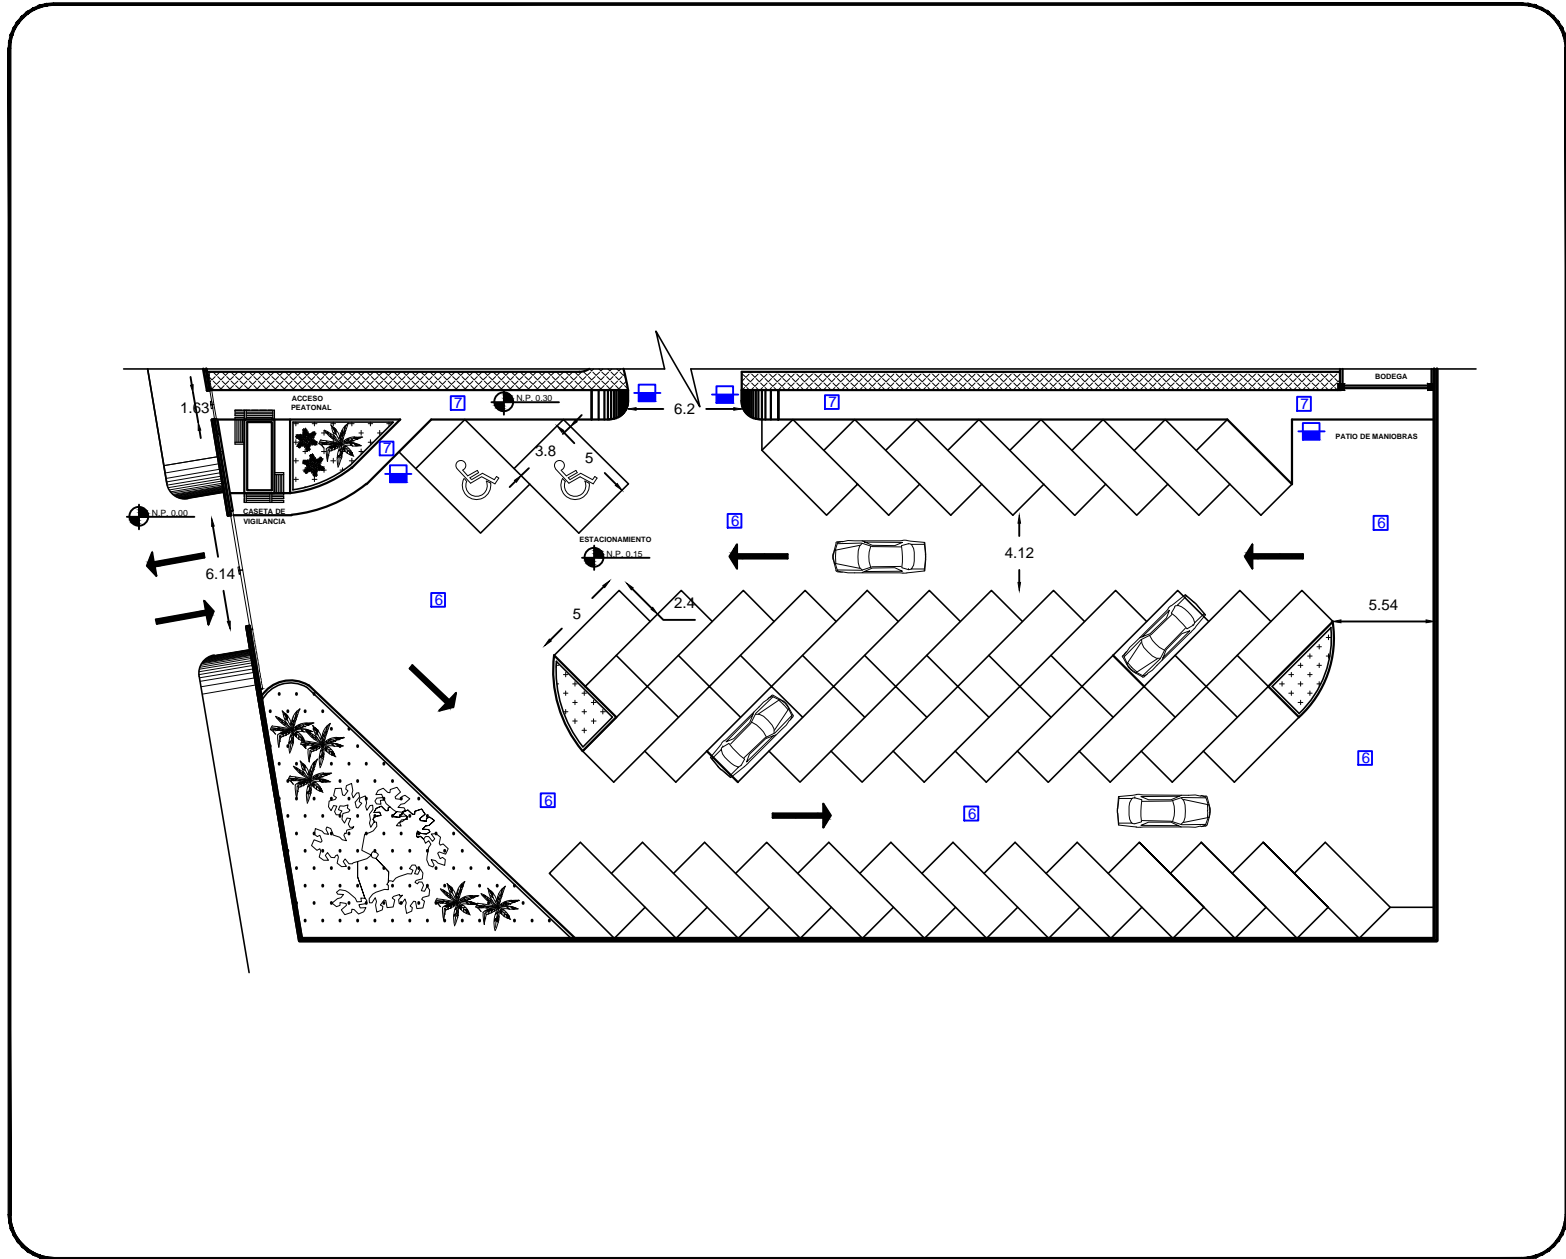 BODEGA
ACCESO
PEATONAL
N.P. 0.30
7
7
7
1.63
6.2
PATIO DE MANIOBRAS
7
3.8
5
CASETA DE
VIGILANCIA
N.P. 0.00
6
6
ESTACIONAMIENTO
N.P. 0.15
4.12
6.14
6
2.4
5
5.54
6
6
6